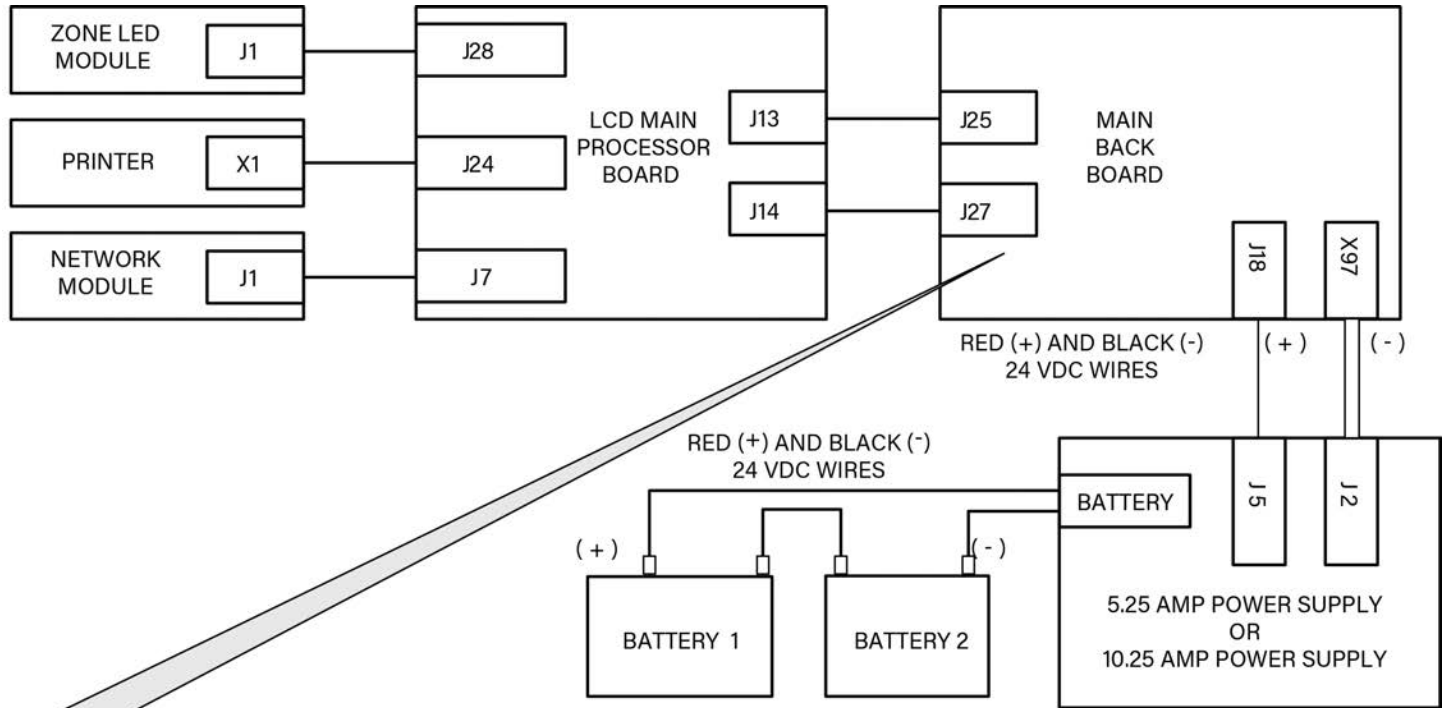 ZONE LED
MODULE
J1
J28
PRINTER
X1
J24
NETWORK
MODULE
J1
J7
LCD MAIN
PROCESSOR
BOARD
J13
J14
J25
J27
MAIN
BACK
BOARD
J18
X97
RED (+) AND BLACK (-)
24 VDC WIRES
(+)
(-)
RED (+) AND BLACK (-)
24 VDC WIRES
BATTERY
J5
J2
(+)
(-)
BATTERY 1
BATTERY 2
5.25 AMP POWER SUPPLY
OR
10.25 AMP POWER SUPPLY